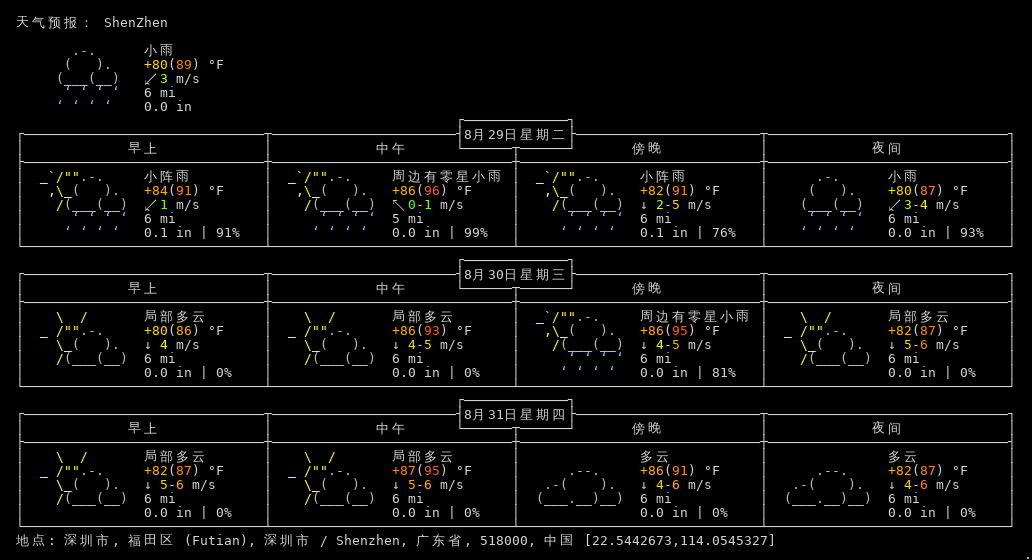 天气预报： ShenZhen
小雨
+80(89) °F
↙3 m/s
6 mi
0.0 in
8月29日星期二
早上 中午 傍晚 夜间
小阵雨 周边有零星小雨 小阵雨 小雨
+84(91) °F +86(96) °F +82(91) °F +80(87) °F
↙1 m/s ↖0-1 m/s ↓ 2-5 m/s ↙3-4 m/s
6 mi 5 mi 6 mi 6 mi
0.1 in | 91% 0.0 in | 99% 0.1 in | 76% 0.0 in | 93%
8月30日星期三
早上 中午 傍晚 夜间
局部多云 局部多云 周边有零星小雨 局部多云
+80(86) °F +86(93) °F +86(95) °F +82(87) °F
↓ 4 m/s ↓ 4-5 m/s ↓ 4-5 m/s ↓ 5-6 m/s
6 mi 6 mi 6 mi 6 mi
0.0 in | 0% 0.0 in | 0% 0.0 in | 81% 0.0 in | 0%
8月31日星期四
早上 中午 傍晚 夜间
局部多云 局部多云 多云 多云
+82(87) °F +87(95) °F +86(91) °F +82(87) °F
↓ 5-6 m/s ↓ 5-6 m/s ↓ 4-6 m/s ↓ 4-6 m/s
6 mi 6 mi 6 mi 6 mi
0.0 in | 0% 0.0 in | 0% 0.0 in | 0% 0.0 in | 0%
地点: 深圳市, 福田区 (Futian), 深圳市 / Shenzhen, 广东省, 518000, 中国 [22.5442673,114.0545327]